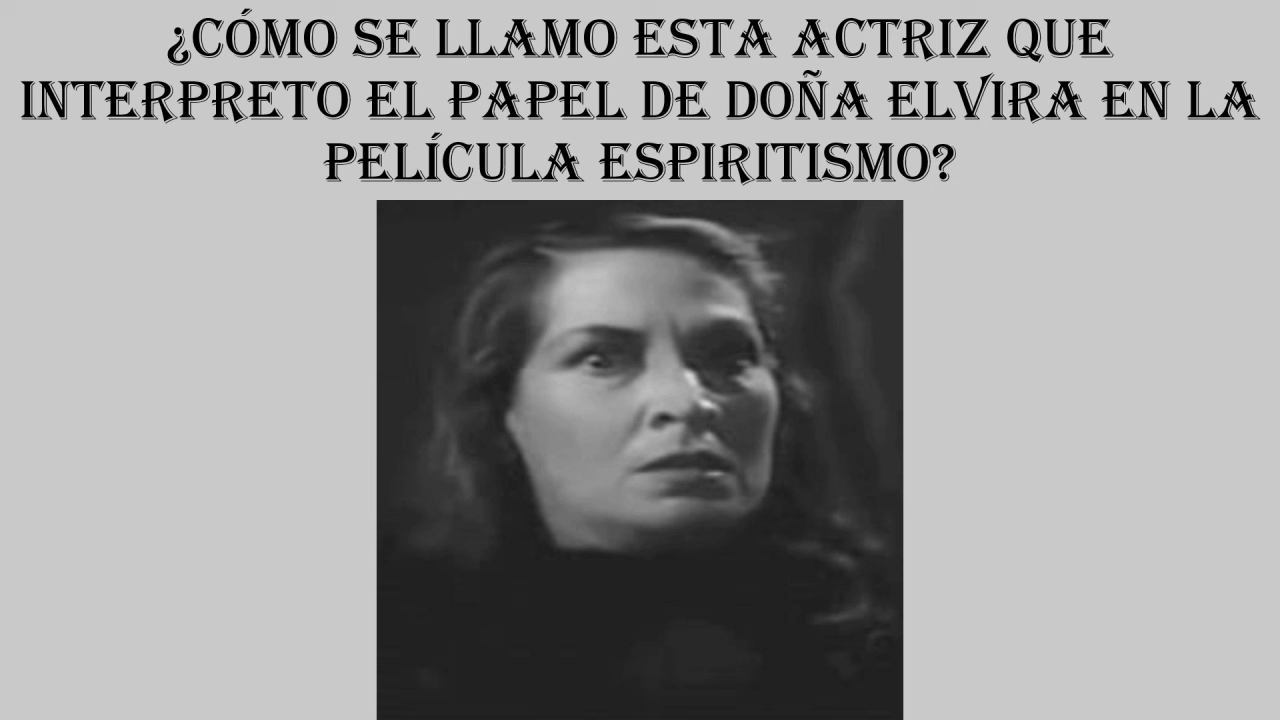 ¿CÓMO SE LLAMO ESTA ACTRIZ QUE
INTERPRETO EL PAPEL DE DOÑA ELVIRA EN LA
PELÍCULA ESPIRITISMO?